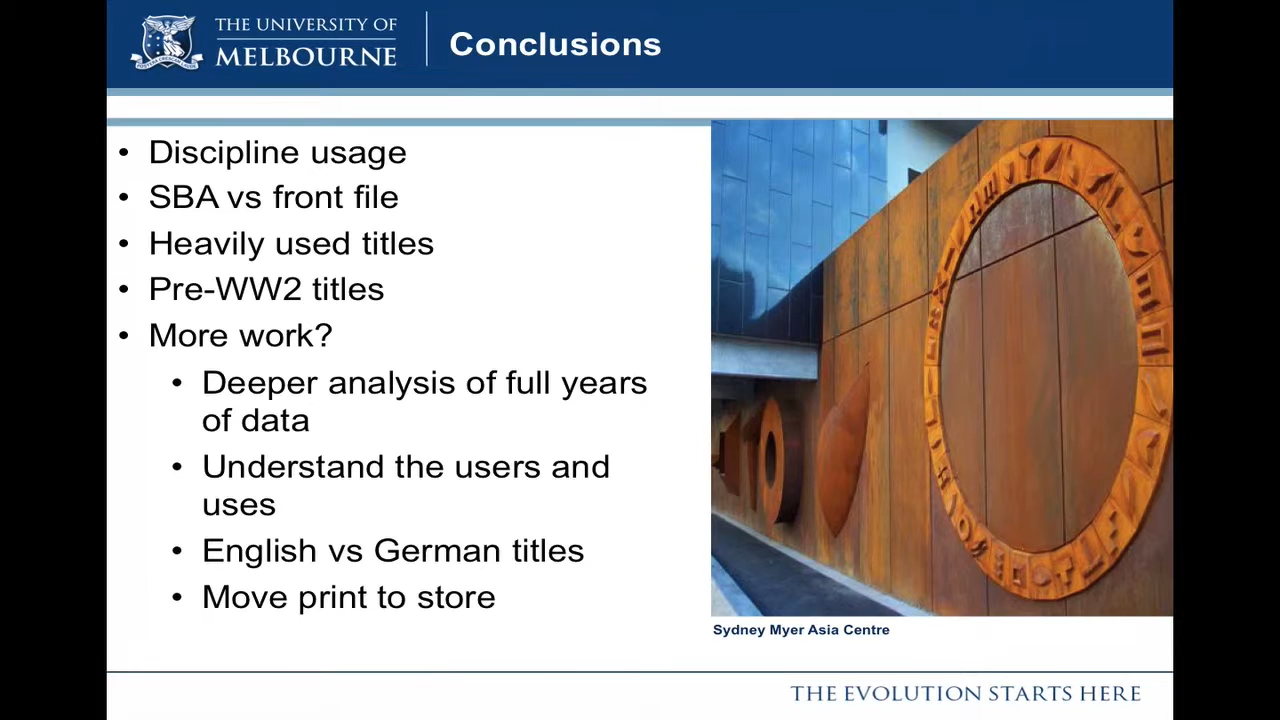 THE UNIVERSITY OF
MELBOURNE
Conclusions
• Discipline usage
• SBA vs front file
• Heavily used titles
• Pre-WW2 titles
• More work?
• Deeper analysis of full years
of data
• Understand the users and
uses
• English vs German titles
• Move print to store
Sydney Myer Asia Centre
THE EVOLUTION STARTS HERE